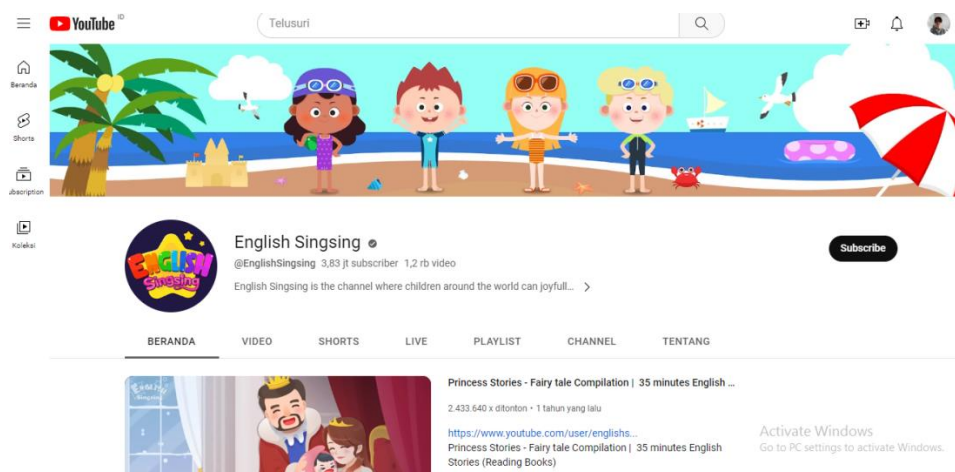 YouTube ID
Telusuri
Beranda
Shorts
ubscription
Koleksi
ENGLISH
Singsing
English Singsing
@EnglishSingsing 3,83 jt subscriber 1,2 rb video
English Singsing is the channel where children around the world can joyfull...
Subscribe
BERANDA VIDEO SHORTS LIVE PLAYLIST CHANNEL TENTANG
ENGLISH
Singsing
Princess Stories - Fairy tale Compilation | 35 minutes English ...
2.433.640 x ditonton • 1 tahun yang lalu
https://www.youtube.com/user/englishs...
Princess Stories - Fairy tale Compilation | 35 minutes English
Stories (Reading Books)
Activate Windows
Go to PC settings to activate Windows.